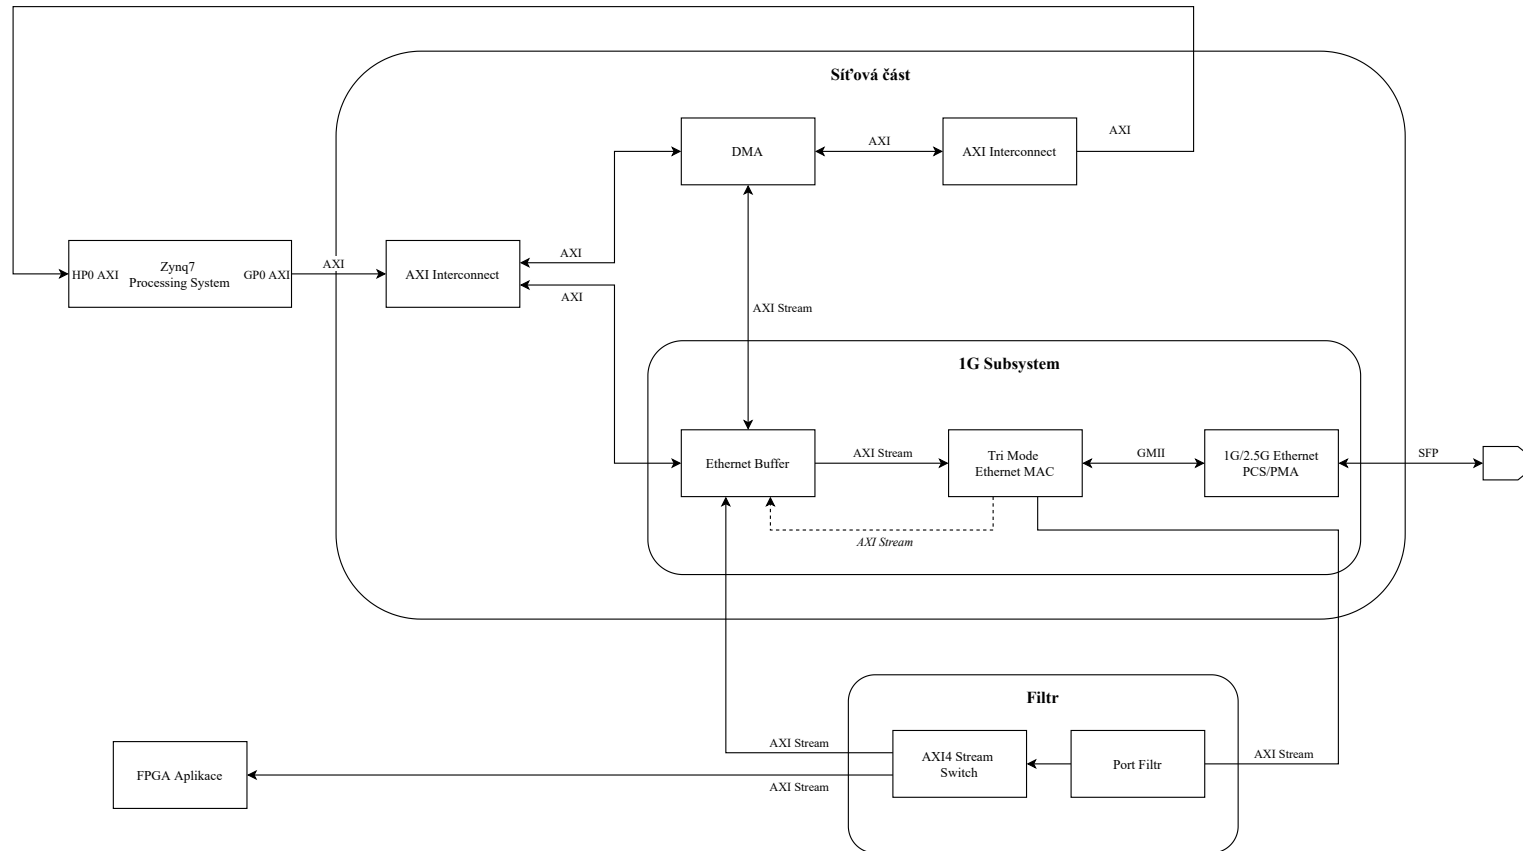 Síťová část
AXI
DMA
AXI
AXI Interconnect
Zynq7
HP0 AXI
Processing System
GP0 AXI
AXI
AXI Interconnect
AXI
AXI
AXI Stream
1G Subsystem
Ethernet Buffer
AXI Stream
Tri Mode
Ethernet MAC
GMII
1G/2.5G Ethernet
PCS/PMA
SFP
AXI Stream
Filtr
AXI Stream
AXI4 Stream
Switch
Port Filtr
AXI Stream
FPGA Aplikace
AXI Stream